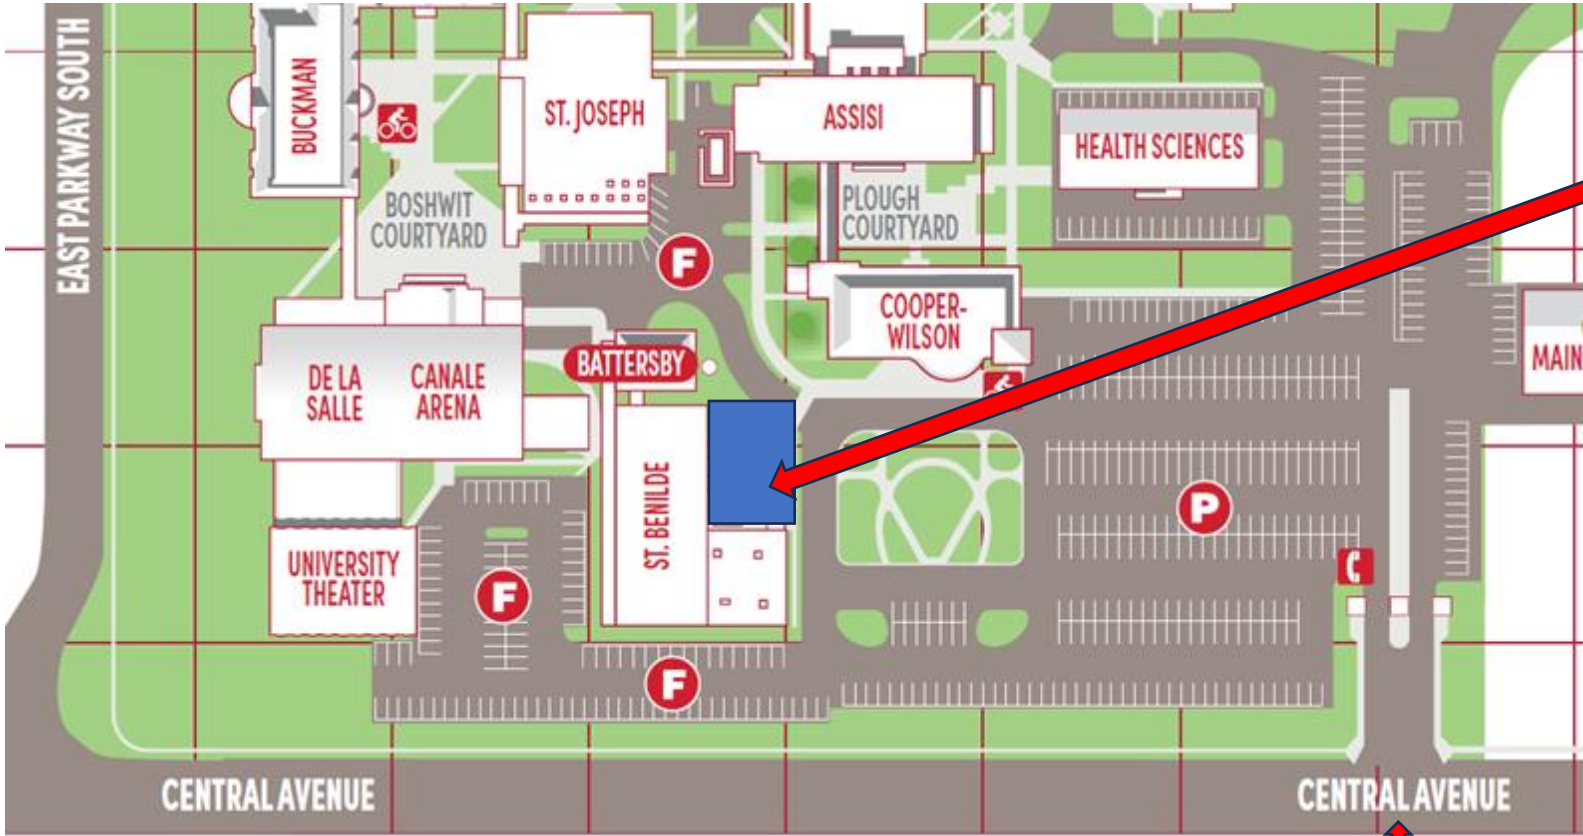 EAST PARKWAY SOUTH
BUCKMAN
ST. JOSEPH
ASSISI
HEALTH SCIENCES
BOSHWIT
COURTYARD
PLOUGH
COURTYARD
F
COOPER-
WILSON
BATTERSBY
MAIN
DE LA
SALLE
CANALE
ARENA
ST. BENILDE
P
UNIVERSITY
THEATER
F
F
CENTRAL AVENUE
CENTRAL AVENUE